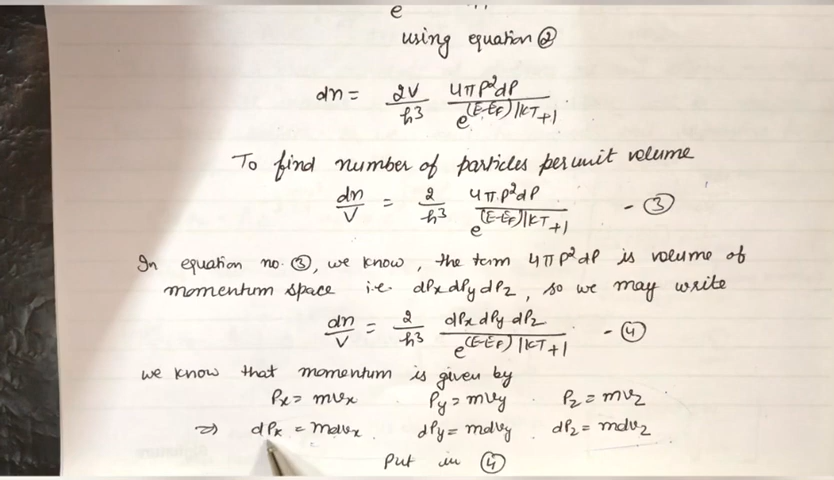 e
using equation ②
dn = 2V/h³ 4πP²dP/e^(E-E_F)/KT +1
To find number of particles per unit volume
dn/V = 2/h³ 4πP²dP/e^(E-E_F)/KT +1 - ③
In equation no. ③, we know, the term 4πP²dP is volume of
momentum space i.e. dPx dPy dPz, so we may write
dn/V = 2/h³ dPx dPy dPz/e^(E-E_F)/KT +1 - ④
we know that momentum is given by
Px = mvx Py = mvy Pz = mvz
⇒ dPx = mdvx . dPy = mdvy . dPz = mdvz
Put in ④